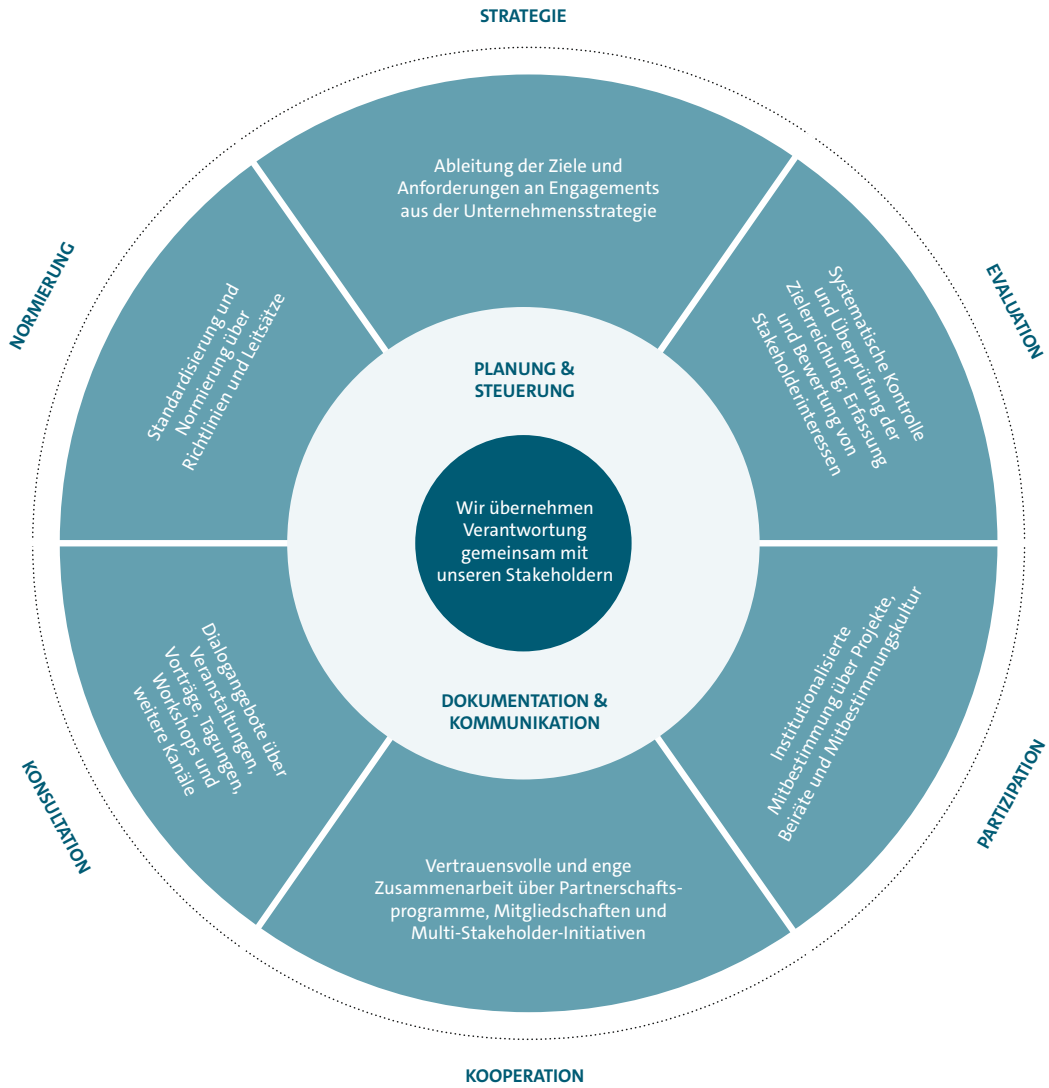 STRATEGIE
Ableitung der Ziele und
Anforderungen an Engagements
aus der Unternehmensstrategie
EVALUATION
Systematische Kontrolle
und Überprüfung der
Zielerreichung; Erfassung
und Bewertung von
Stakeholderinteressen
PARTIZIPATION
Institutionalisierte
Mitbestimmung über Projekte,
Beiräte und Mitbestimmungskultur
KOOPERATION
Vertrauensvolle und enge
Zusammenarbeit über Partnerschafts-
programme, Mitgliedschaften und
Multi-Stakeholder-Initiativen
KONSULTATION
Dialogangebote über
Veranstaltungen,
Vorträge, Tagungen,
Workshops und
weitere Kanäle
NORMIERUNG
Standardisierung und
Normierung über
Richtlinien und Leitsätze
PLANUNG &
STEUERUNG
Wir übernehmen
Verantwortung
gemeinsam mit
unseren Stakeholdern
DOKUMENTATION &
KOMMUNIKATION